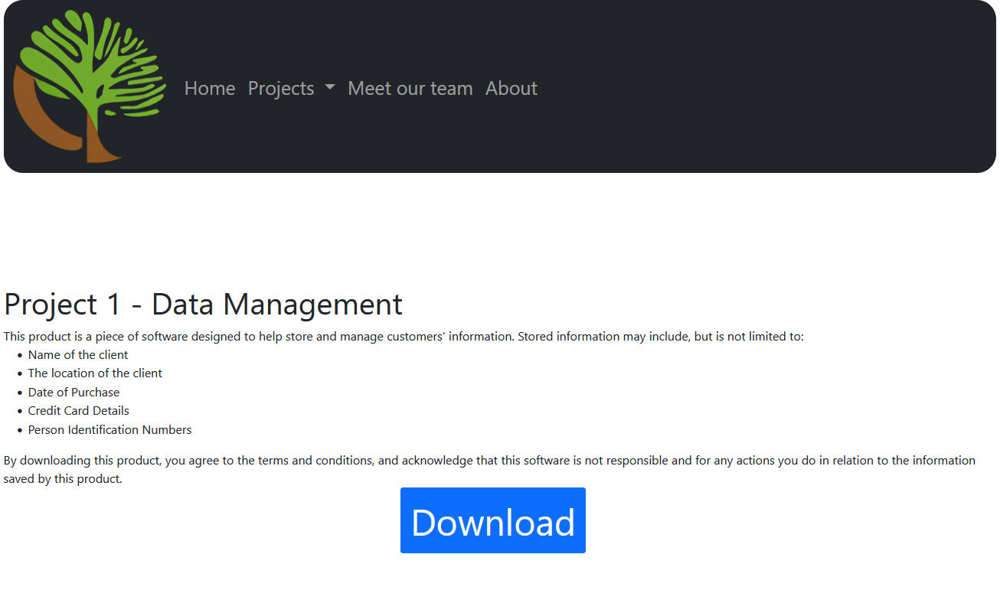 Home Projects Meet our team About
Project 1 - Data Management
This product is a piece of software designed to help store and manage customers' information. Stored information may include, but is not limited to:
• Name of the client
• The location of the client
• Date of Purchase
• Credit Card Details
• Person Identification Numbers
By downloading this product, you agree to the terms and conditions, and acknowledge that this software is not responsible and for any actions you do in relation to the information
saved by this product.
Download